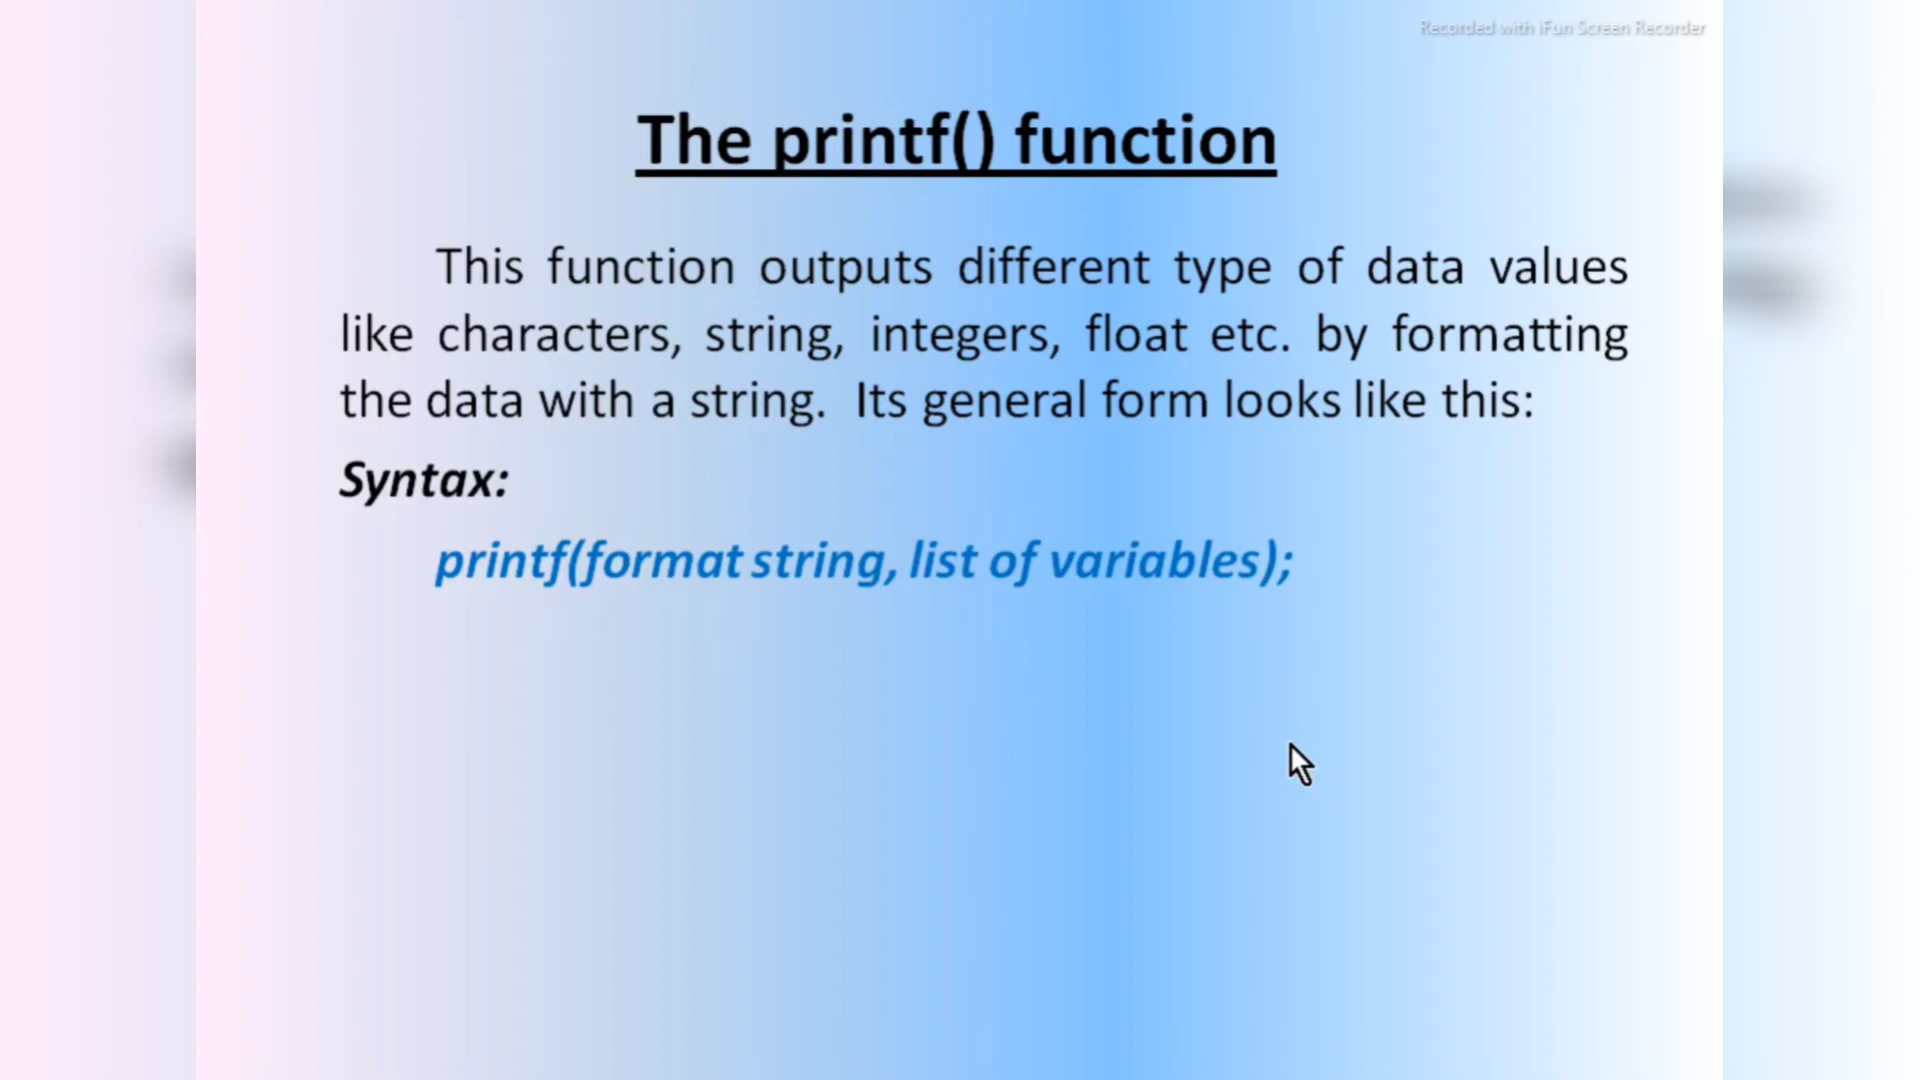 Recorded with iFun Screen Recorder
The printf() function
This function outputs different type of data values
like characters, string, integers, float etc. by formatting
the data with a string. Its general form looks like this:
Syntax:
printf(format string, list of variables);